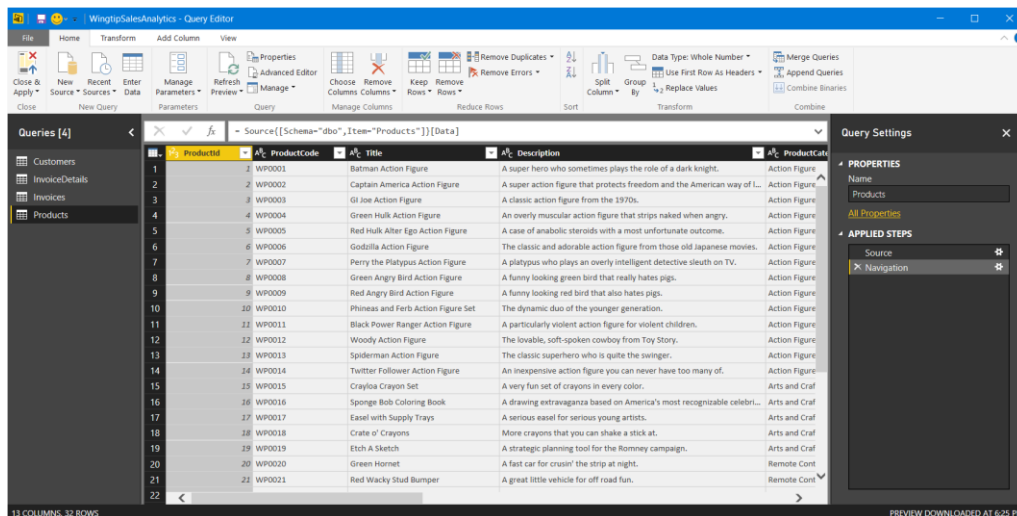 WingtipSalesAnalytics - Query Editor
File Home Transform Add Column View
Close & Apply
New Source
Recent Sources
Enter Data
Manage Parameters
Refresh Preview
Properties
Advanced Editor
Manage
Choose Columns
Remove Columns
Keep Rows
Remove Rows
Remove Duplicates
Remove Errors
Split Column
Group By
Data Type: Whole Number
Use First Row As Headers
Replace Values
Merge Queries
Append Queries
Combine Binaries
Close New Query Parameters Query Manage Columns Reduce Rows Sort Transform Combine
Queries [4]
Customers
InvoiceDetails
Invoices
Products
fx = Source{[Schema="dbo",Item="Products"]}[Data]
ProductId ProductCode Title Description ProductCate
1 1 WP0001 Batman Action Figure A super hero who sometimes plays the role of a dark knight. Action Figure
2 2 WP0002 Captain America Action Figure A super action figure that protects freedom and the American way of l... Action Figure
3 3 WP0003 GI Joe Action Figure A classic action figure from the 1970s. Action Figure
4 4 WP0004 Green Hulk Action Figure An overly muscular action figure that strips naked when angry. Action Figure
5 5 WP0005 Red Hulk Alter Ego Action Figure A case of anabolic steroids with a most unfortunate outcome. Action Figure
6 6 WP0006 Godzilla Action Figure The classic and adorable action figure from those old Japanese movies. Action Figure
7 7 WP0007 Perry the Platypus Action Figure A platypus who plays an overly intelligent detective sleuth on TV. Action Figure
8 8 WP0008 Green Angry Bird Action Figure A funny looking green bird that really hates pigs. Action Figure
9 9 WP0009 Red Angry Bird Action Figure A funny looking red bird that also hates pigs. Action Figure
10 10 WP0010 Phineas and Ferb Action Figure Set The dynamic duo of the younger generation. Action Figure
11 11 WP0011 Black Power Ranger Action Figure A particularly violent action figure for violent children. Action Figure
12 12 WP0012 Woody Action Figure The lovable, soft-spoken cowboy from Toy Story. Action Figure
13 13 WP0013 Spiderman Action Figure The classic superhero who is quite the swinger. Action Figure
14 14 WP0014 Twitter Follower Action Figure An inexpensive action figure you can never have too many of. Action Figure
15 15 WP0015 Crayloa Crayon Set A very fun set of crayons in every color. Arts and Craf
16 16 WP0016 Sponge Bob Coloring Book A drawing extravaganza based on America's most recognizable celebri... Arts and Craf
17 17 WP0017 Easel with Supply Trays A serious easel for serious young artists. Arts and Craf
18 18 WP0018 Crate o' Crayons More crayons that you can shake a stick at. Arts and Craf
19 19 WP0019 Etch A Sketch A strategic planning tool for the Romney campaign. Arts and Craf
20 20 WP0020 Green Hornet A fast car for crusin' the strip at night. Remote Cont
21 21 WP0021 Red Wacky Stud Bumper A great little vehicle for off road fun. Remote Cont
22
Query Settings
PROPERTIES
Name
Products
All Properties
APPLIED STEPS
Source
Navigation
13 COLUMNS, 32 ROWS
PREVIEW DOWNLOADED AT 6:25 P